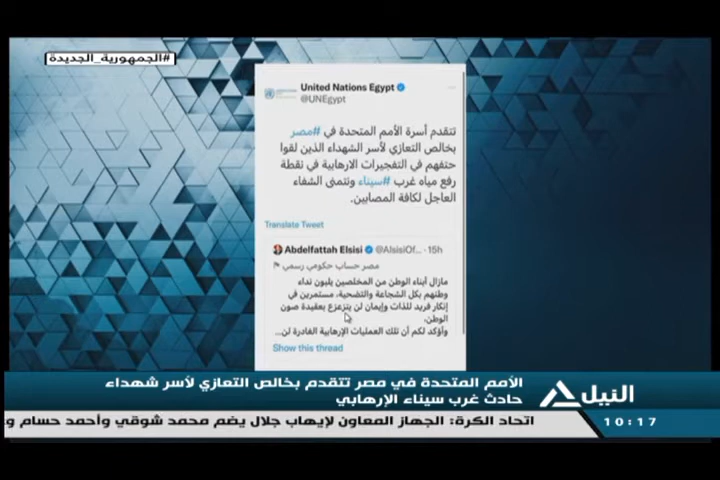 #الجمهورية_الجديدة
United Nations Egypt
@UNEgypt
تتقدم أسرة الأمم المتحدة في #مصر
بخالص التعازي لأسر الشهداء الذين لقوا
حتفهم في التفجيرات الارهابية في نقطة
رفع مياه غرب #سيناء ونتمنى الشفاء
العاجل لكافة المصابين.
Translate Tweet
Abdelfattah Elsisi @AlsisiOf... · 15h
مصر حساب حكومي رسمي
مازال أبناء الوطن من المخلصين يلبون نداء
وطنهم بكل الشجاعة والتضحية، مستمرين في
إنكار فريد للذات وإيمان لن يتزعزع بعقيدة صون
الوطن.
وأؤكد لكم أن تلك العمليات الإرهابية الغادرة لن...
Show this thread
الأمم المتحدة في مصر تتقدم بخالص التعازي لأسر شهداء
حادث غرب سيناء الإرهابي
النيل
اتحاد الكرة: الجهاز المعاون لإيهاب جلال يضم محمد شوقي وأحمد حسام و
10:17